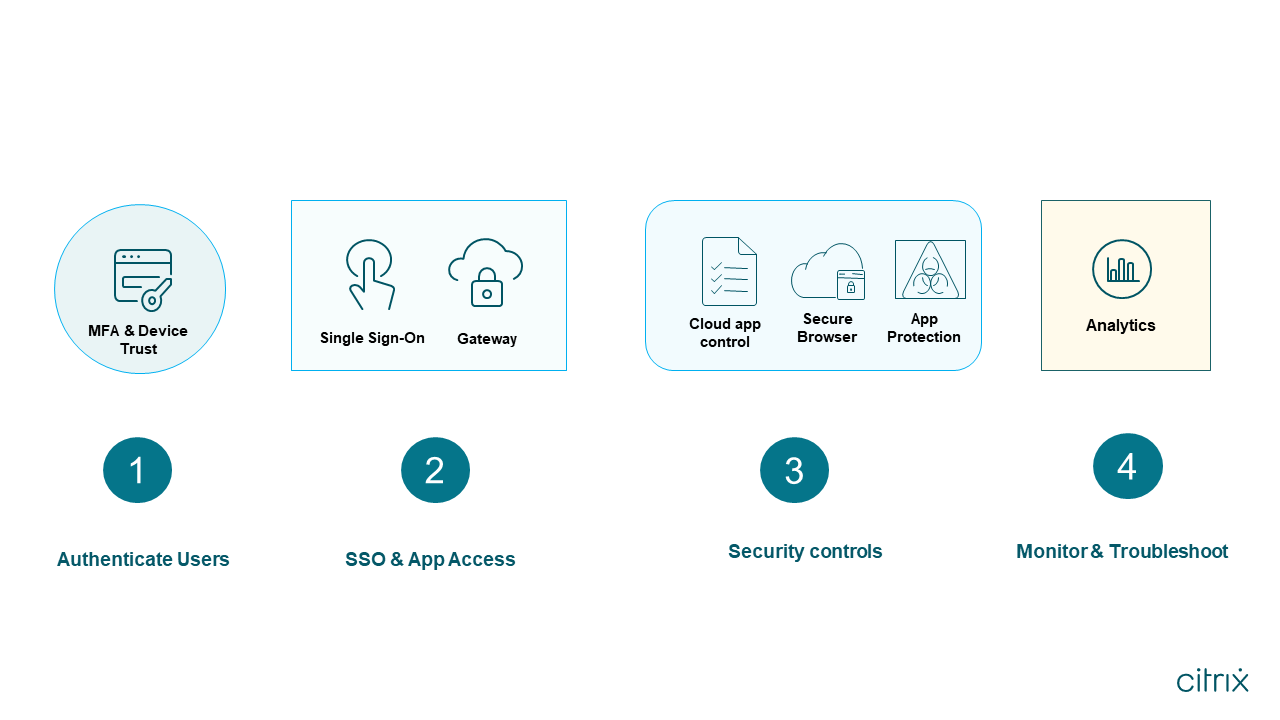 MFA & Device
Trust
Single Sign-On
Gateway
Cloud app
control
Secure
Browser
App
Protection
Analytics
1
2
3
4
Authenticate Users
SSO & App Access
Security controls
Monitor & Troubleshoot
citrix